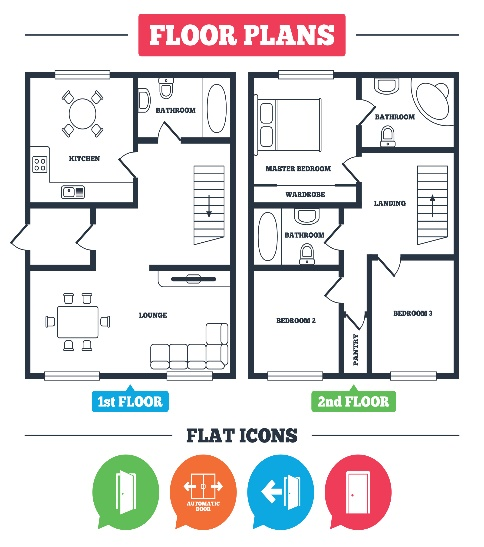 FLOOR PLANS
BATHROOM
KITCHEN
LOUNGE
1st FLOOR
BATHROOM
MASTER BEDROOM
WARDROBE
LANDING
BATHROOM
BEDROOM 2
BEDROOM 3
PANTRY
2nd FLOOR
FLAT ICONS
AUTOMATIC
DOOR